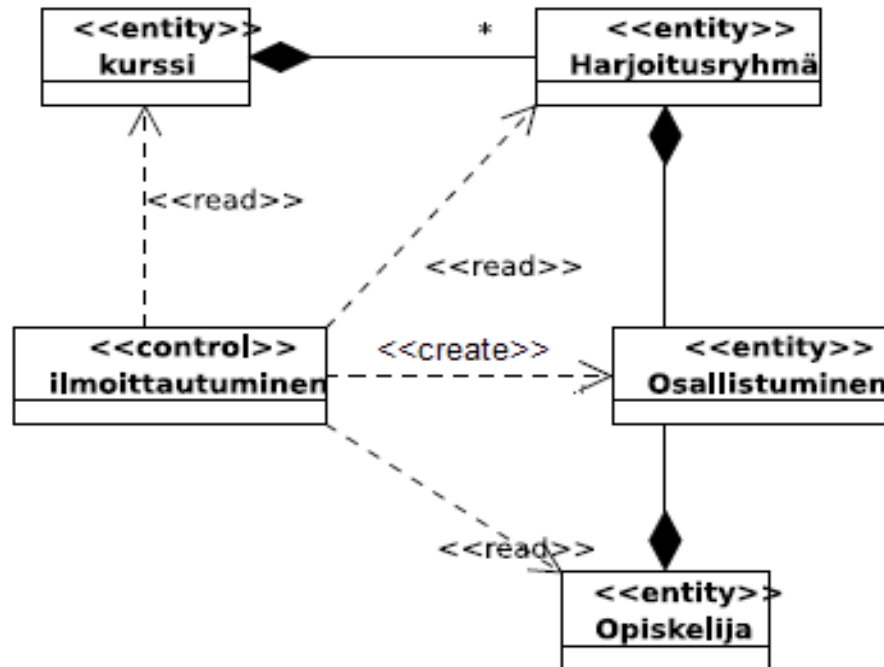 <<entity>>
kurssi
*
<<entity>>
Harjoitusryhmä
<<read>>
<<read>>
<<control>>
ilmoittautuminen
<<create>>
<<entity>>
Osallistuminen
<<read>>
<<entity>>
Opiskelija